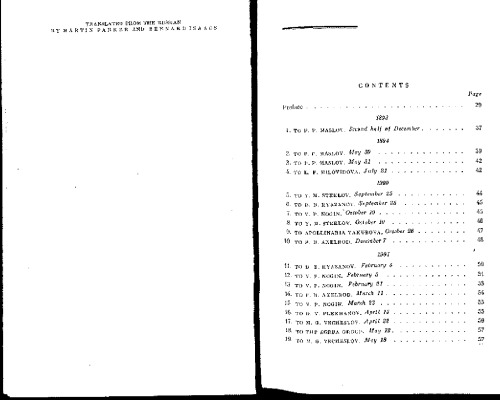 TRANSLATED FROM THE RUSSIAN
BY MARTIN PARKER AND BERNARD ISAACS
CONTENTS
Page
Preface 29
1893
1. TO P. P. MASLOV. Second half of December 37
1894
2. TO P. P. MASLOV. May 30 39
3. TO P. P. MASLOV. May 31 42
4. TO L. F. MILOVIDOVA. July 21 42
1900
5. TO Y. M. STEKLOV. September 25 44
6. TO D. B. RYAZANOV. September 25 45
7. TO V. P. NOGIN. October 10 45
8. TO Y. M. STEKLOV. October 10 46
9. TO APOLLINARIA YAKUBOVA. October 26 47
10. TO P. B. AXELROD. December 7 48
1901
11. TO D. B. RYAZANOV. February 5 50
12. TO V. P. NOGIN. February 5 51
13. TO V. P. NOGIN. February 21 53
14. TO P. B. AXELROD. March 11 54
15. TO V. P. NOGIN. March 23 55
16. TO G. V. PLEKHANOV. April 15 55
17. TO M. G. VECHESLOV. April 25 56
18. TO THE BORBA GROUP. May 12 57
19. TO M. G. VECHESLOV. May 18 57